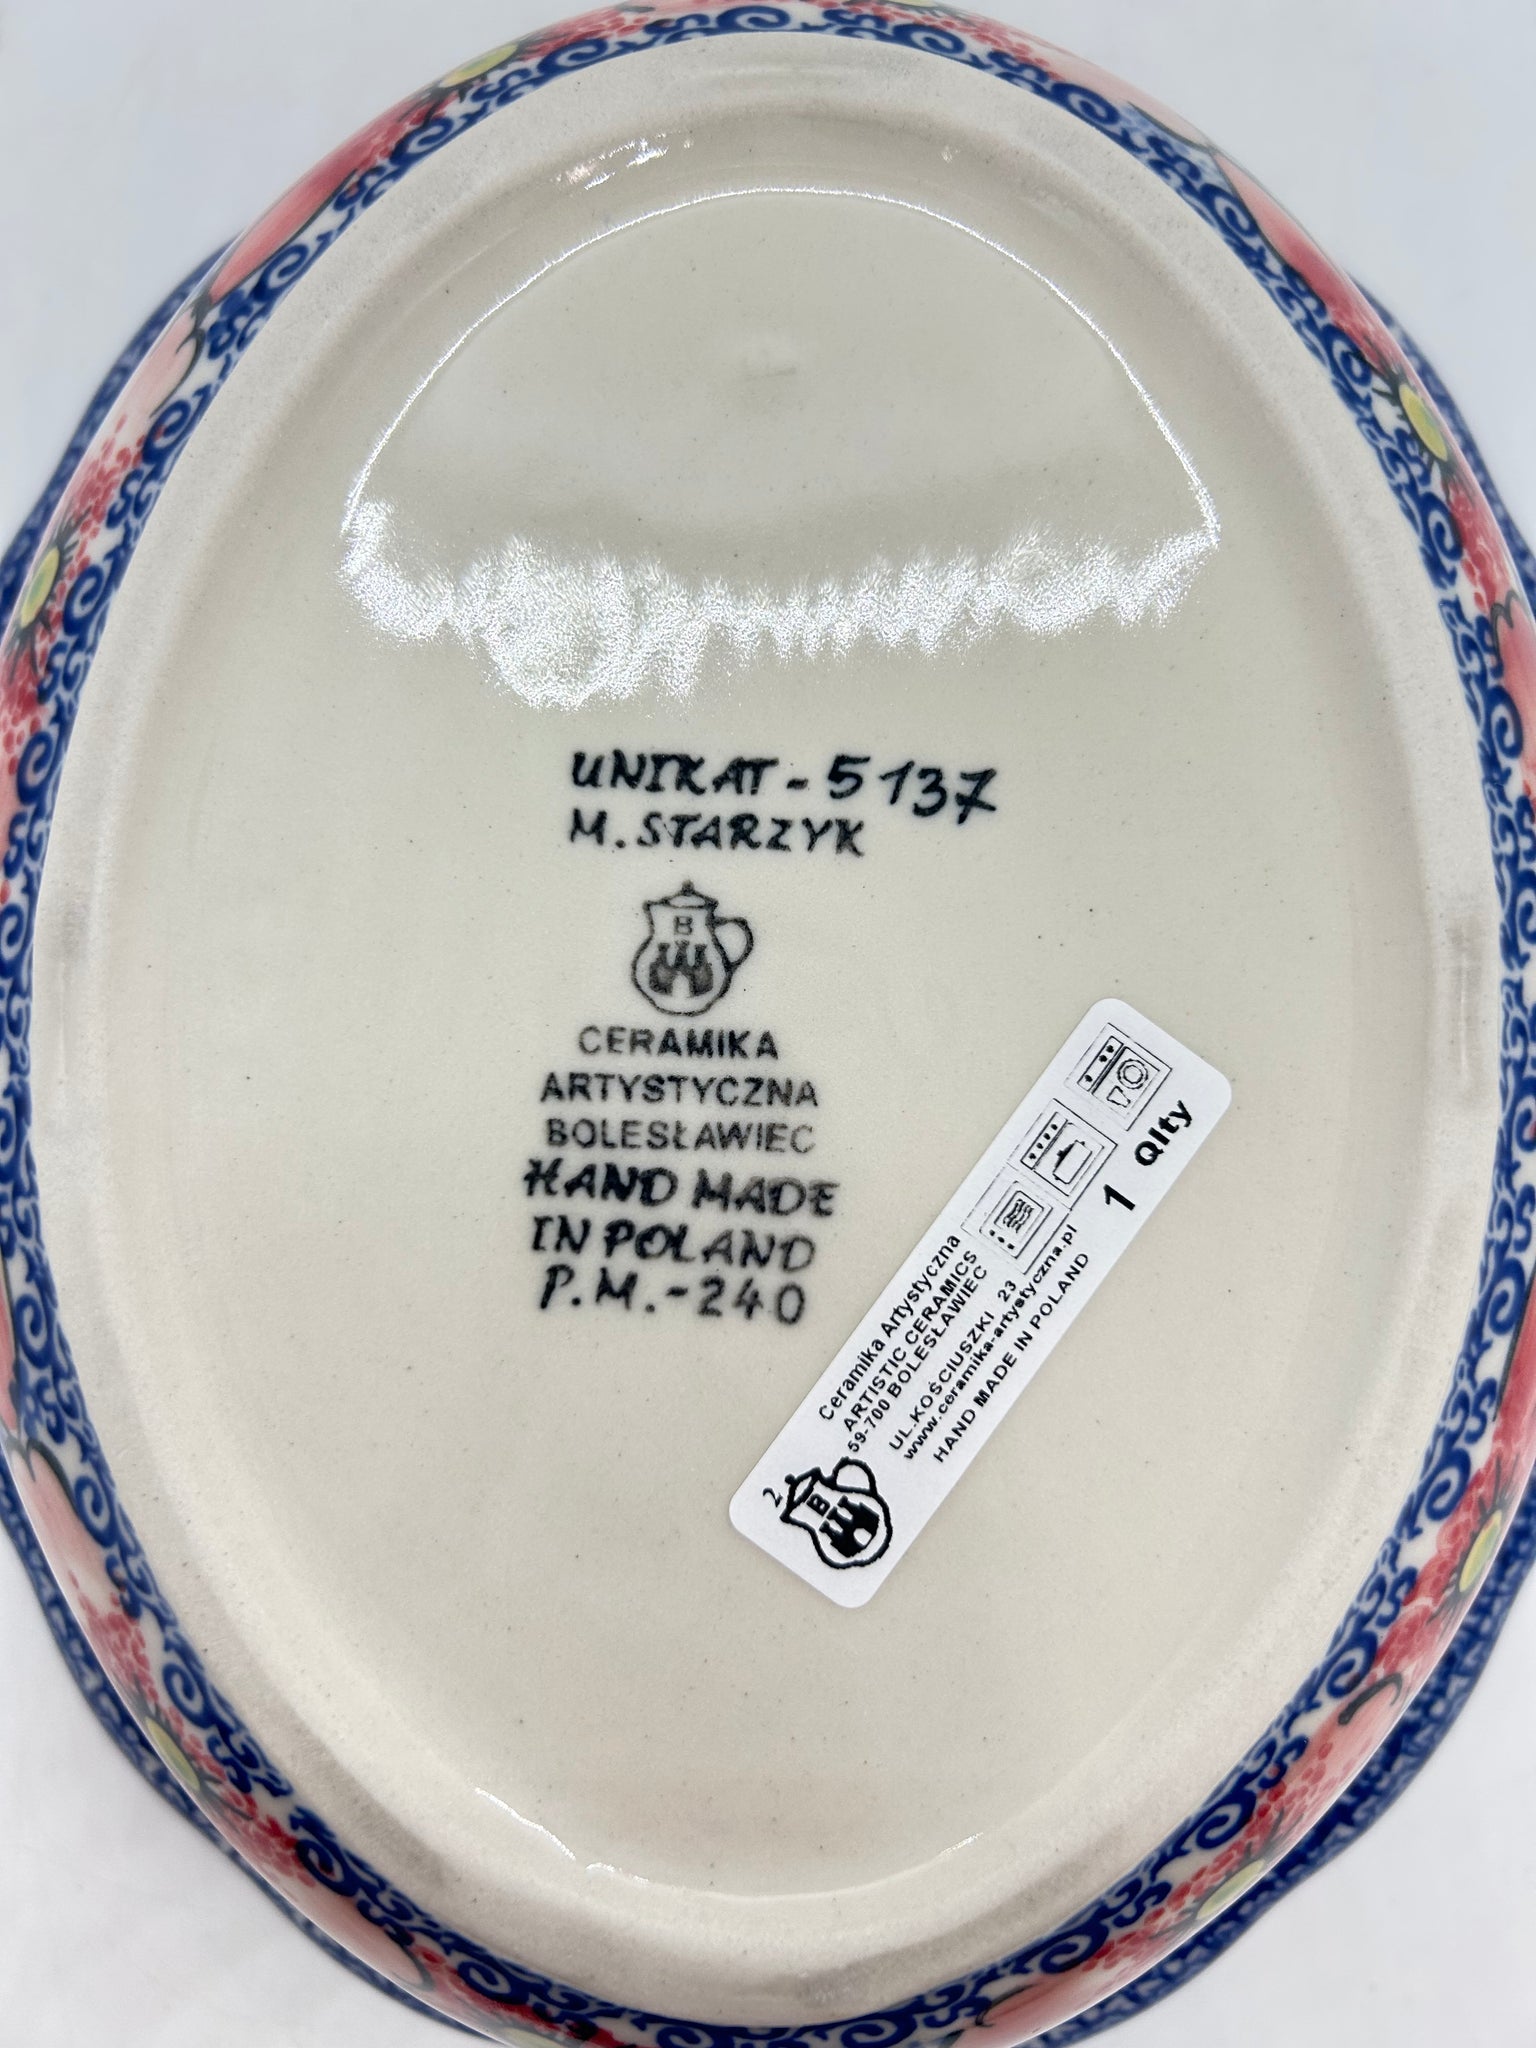 UNIKAT - 5137
M. STARZYK
B
CERAMIKA
ARTYSTYCZNA
BOLESŁAWIEC
HAND MADE
IN POLAND
P.M. - 240
1 Qlty
Ceramika Artystyczna
ARTISTIC CERAMICS
59-700 BOLESŁAWIEC
UL.KOŚCIUSZKI 23
www.ceramika-artystyczna.pl
HAND MADE IN POLAND
2
B